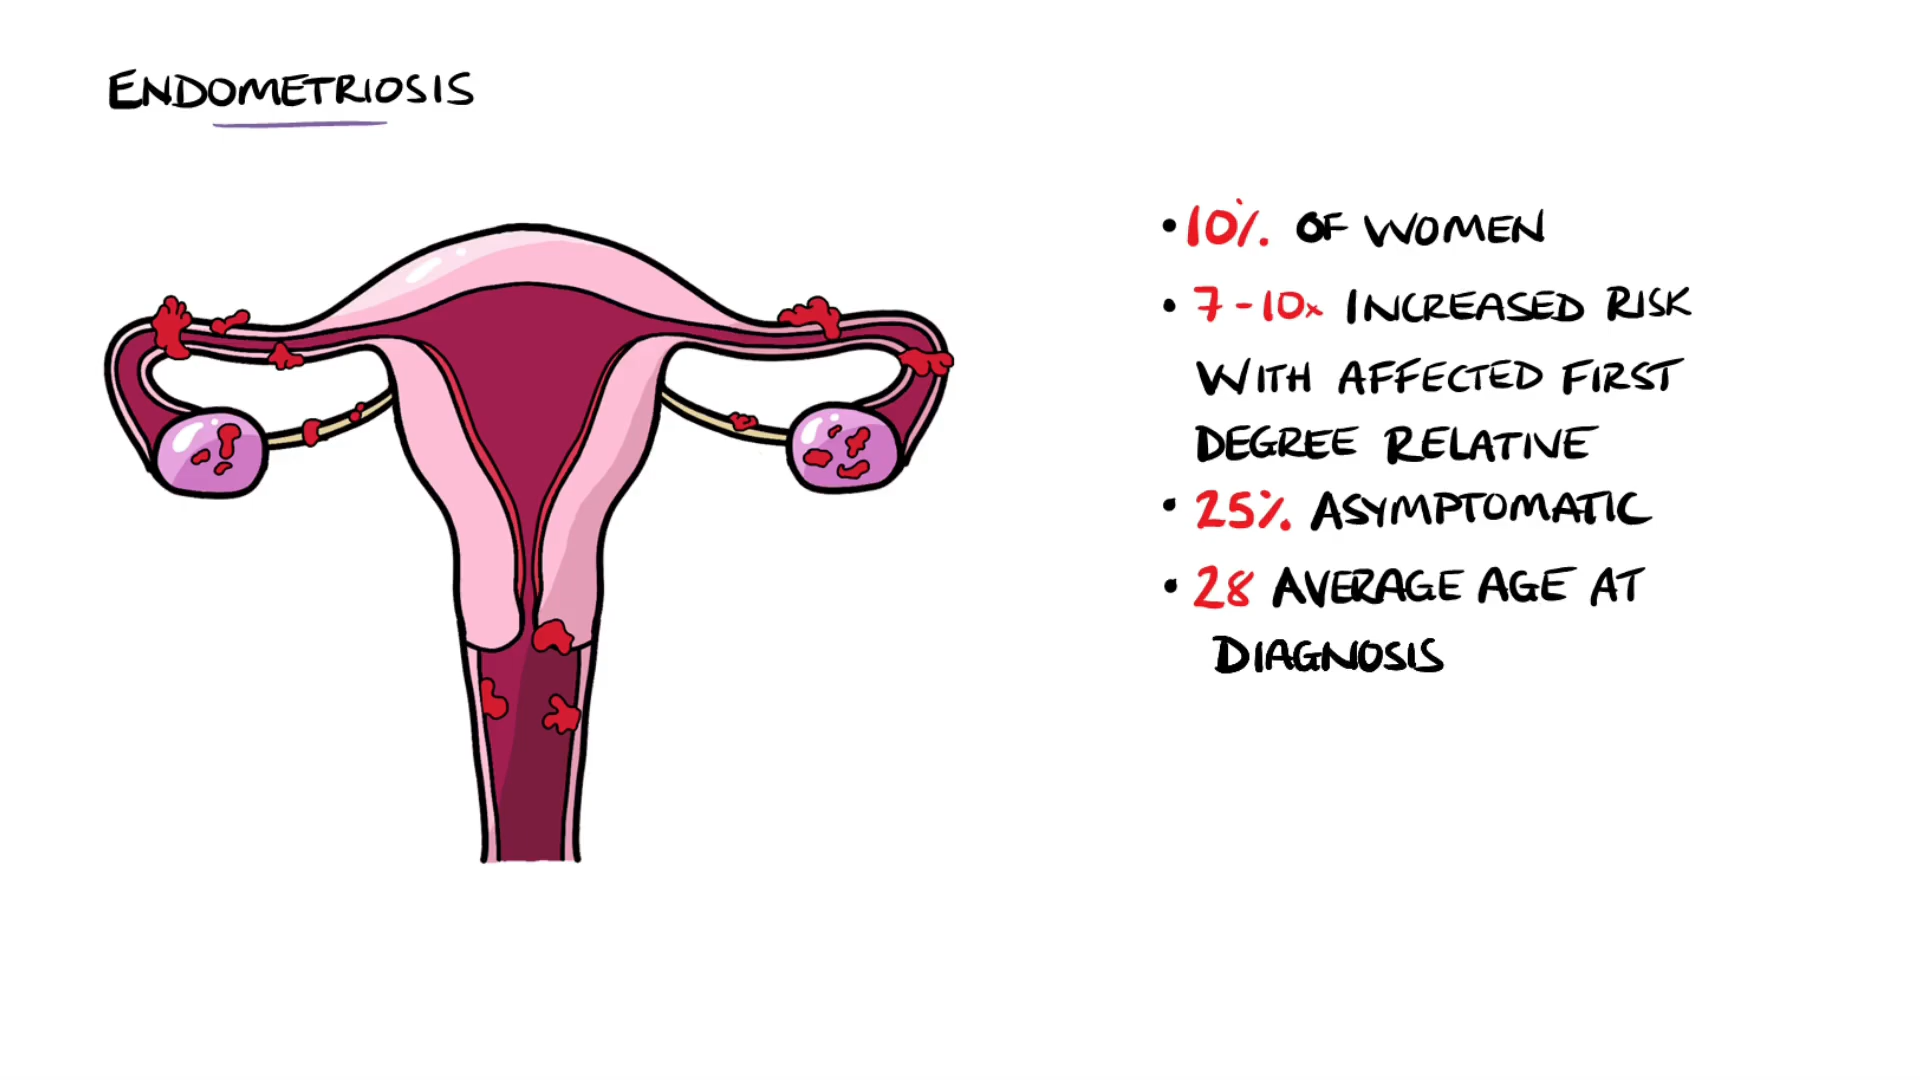 ENDOMETRIOSIS
• 10% OF WOMEN
• 7-10x INCREASED RISK
WITH AFFECTED FIRST
DEGREE RELATIVE
• 25% ASYMPTOMATIC
• 28 AVERAGE AGE AT
DIAGNOSIS